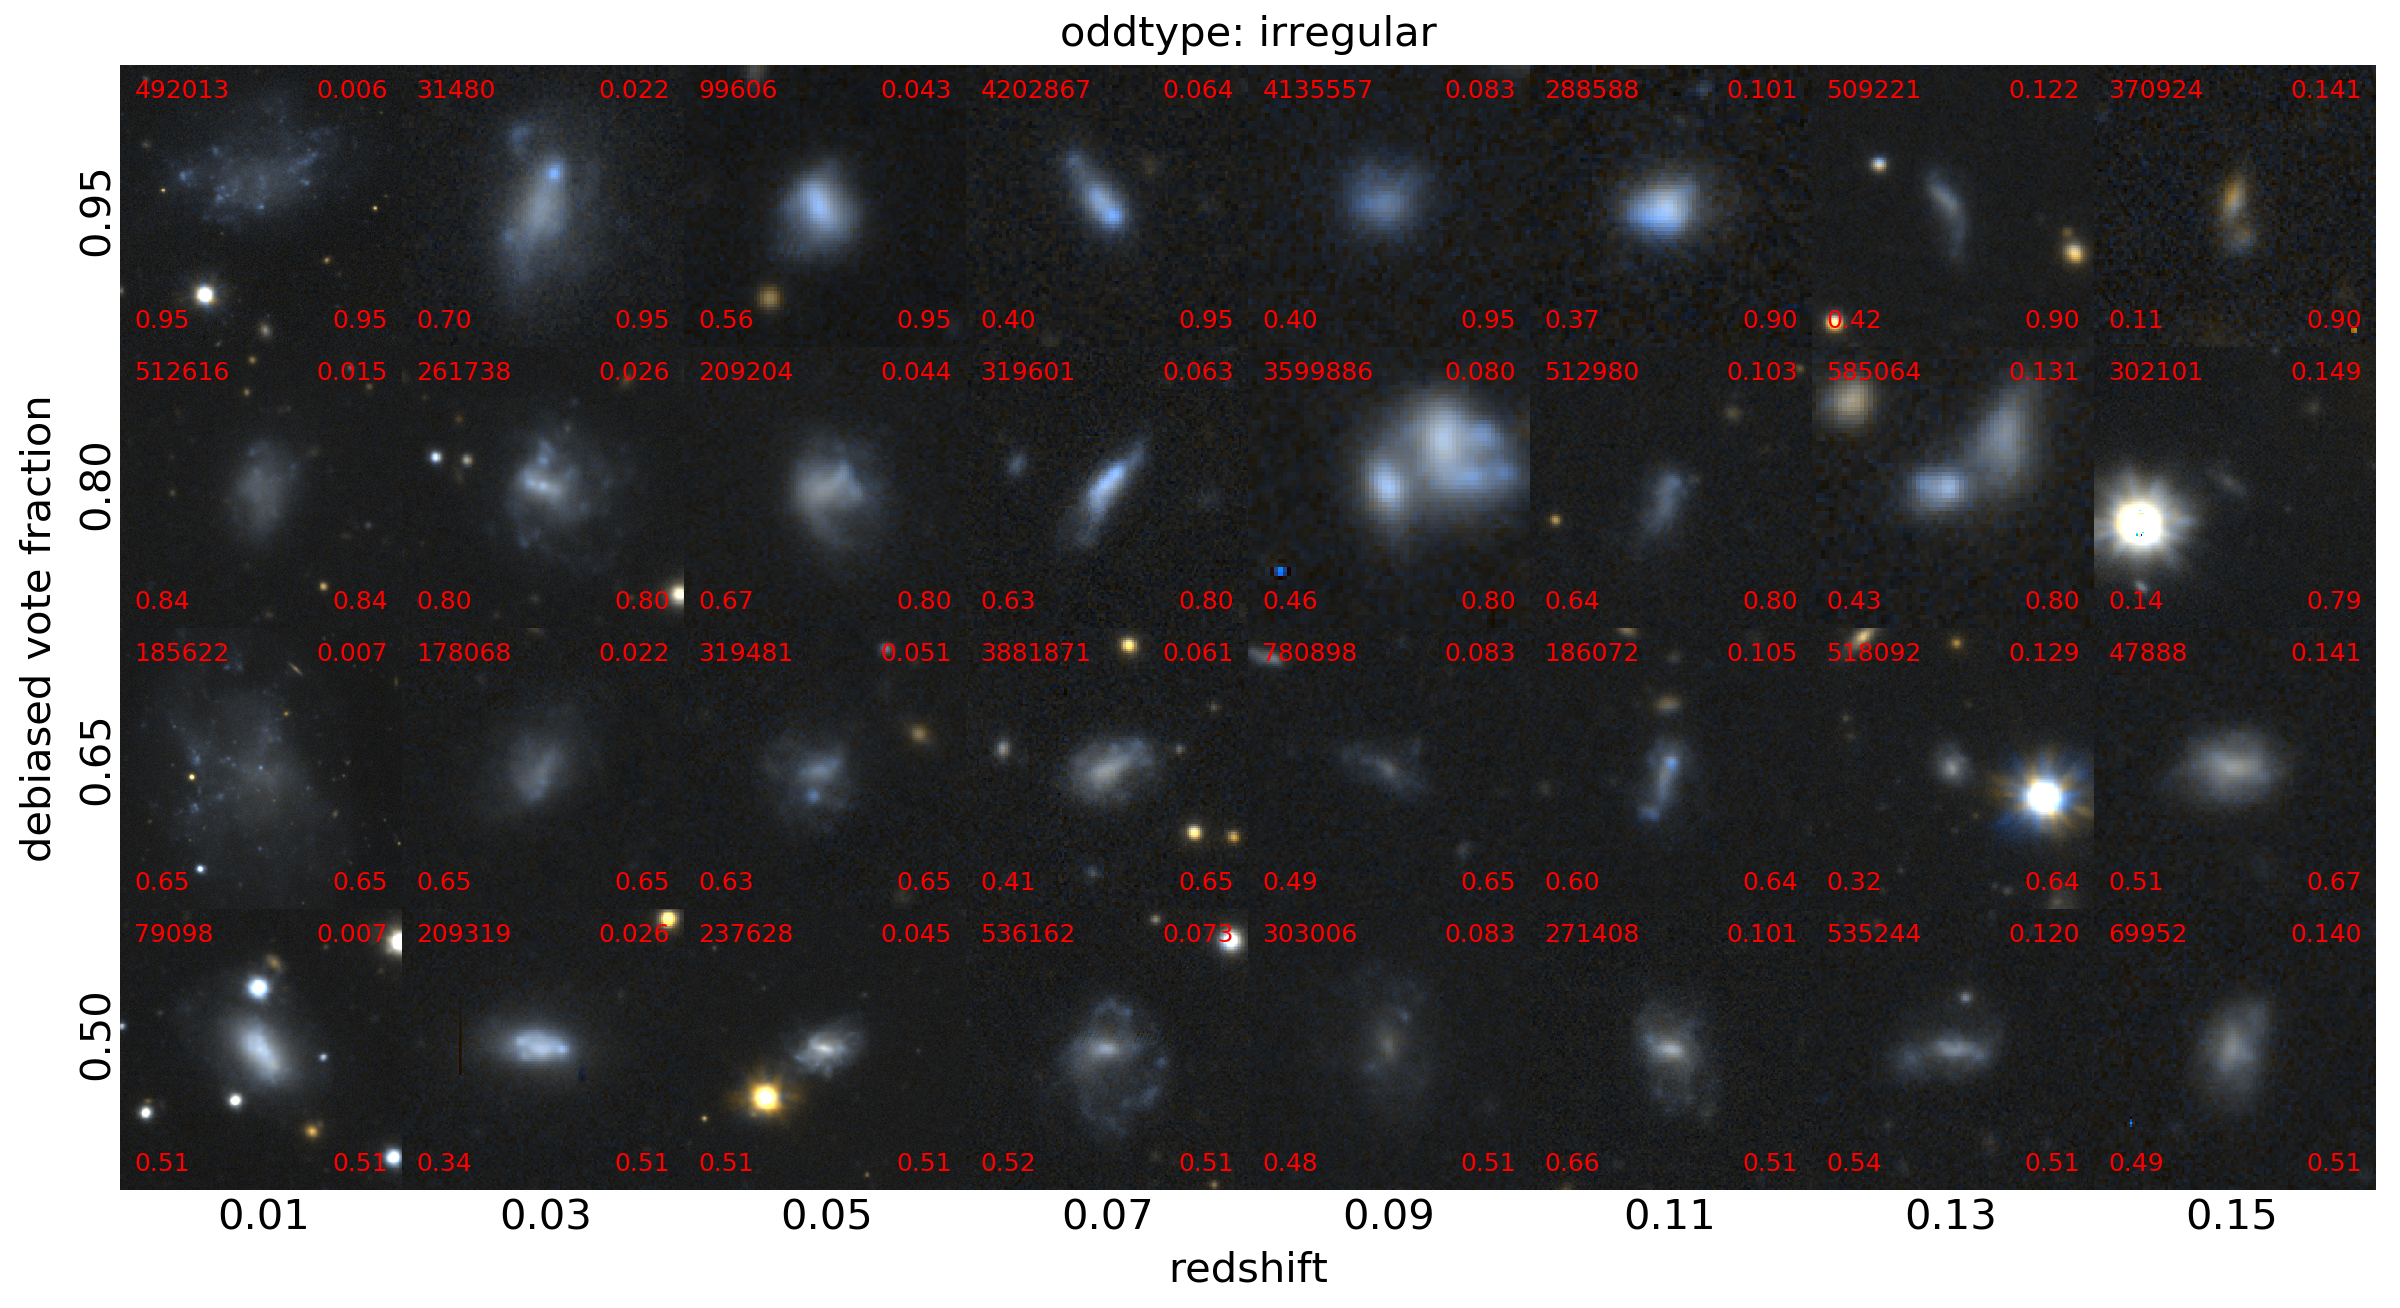 oddtype: irregular
492013 0.006 31480 0.022 99606 0.043 4202867 0.064 4135557 0.083 288588 0.101 509221 0.122 370924 0.141
0.95
0.95 0.95 0.70 0.95 0.56 0.95 0.40 0.95 0.40 0.95 0.37 0.90 0.42 0.90 0.11 0.90
512616 0.015 261738 0.026 209204 0.044 319601 0.063 3599886 0.080 512980 0.103 585064 0.131 302101 0.149
0.80
0.84 0.84 0.80 0.80 0.67 0.80 0.63 0.80 0.46 0.80 0.64 0.80 0.43 0.80 0.14 0.79
debiased vote fraction
185622 0.007 178068 0.022 319481 0.051 3881871 0.061 780898 0.083 186072 0.105 518092 0.129 47888 0.141
0.65
0.65 0.65 0.65 0.65 0.63 0.65 0.41 0.65 0.49 0.65 0.60 0.64 0.32 0.64 0.51 0.67
79098 0.007 209319 0.026 237628 0.045 536162 0.073 303006 0.083 271408 0.101 535244 0.120 69952 0.140
0.50
0.51 0.51 0.34 0.51 0.51 0.51 0.52 0.51 0.48 0.51 0.66 0.51 0.54 0.51 0.49 0.51
0.01 0.03 0.05 0.07 0.09 0.11 0.13 0.15
redshift